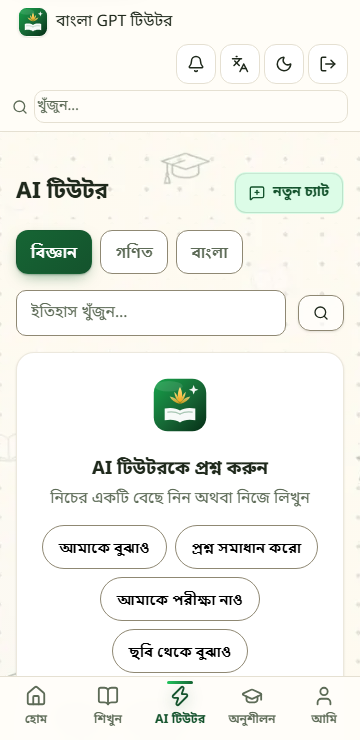 বাংলা GPT টিউটর
খুঁজুন...
AI টিউটর
নতুন চ্যাট
বিজ্ঞান
গণিত
বাংলা
ইতিহাস খুঁজুন...
AI টিউটরকে প্রশ্ন করুন
নিচের একটি বেছে নিন অথবা নিজে লিখুন
আমাকে বুঝাও
প্রশ্ন সমাধান করো
আমাকে পরীক্ষা নাও
ছবি থেকে বুঝাও
হোম
শিখুন
AI টিউটর
অনুশীলন
আমি